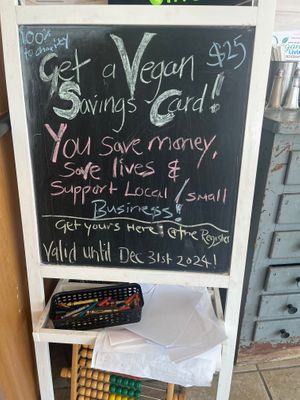 100%
to charity
$25
Get a Vegan
Savings Card!
You save money,
Save lives &
Support Local / small
Business!
Get yours Here: @ the Register
Valid until Dec 31st 2024!